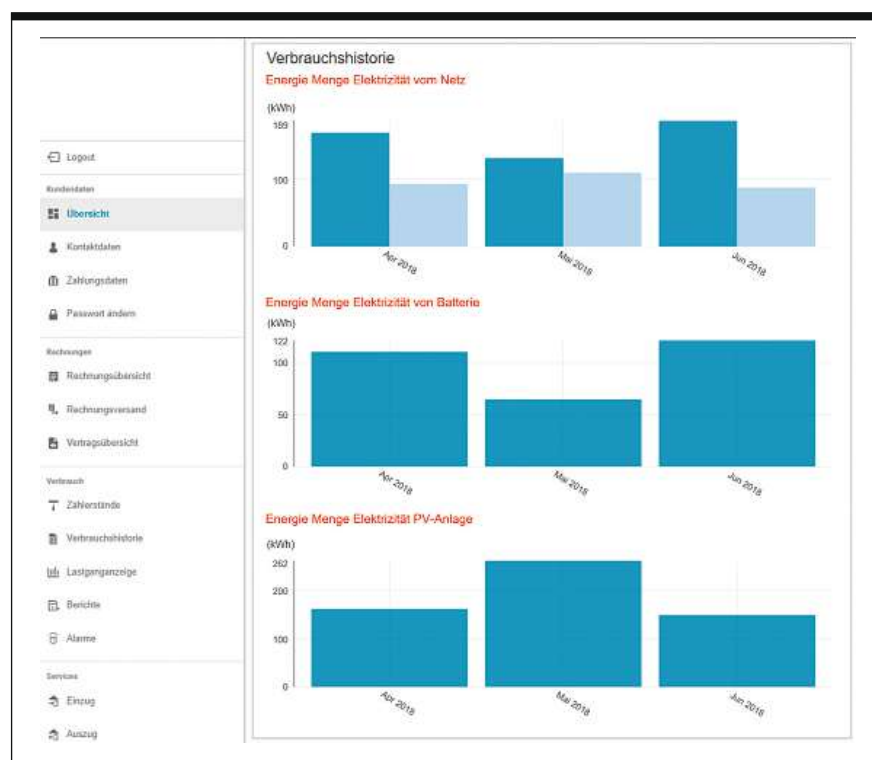 Logout
Kundendaten
Übersicht
Kontaktdaten
Zahlungsdaten
Passwort ändern
Rechnungen
Rechnungsübersicht
Rechnungsversand
Vertragsübersicht
Verbrauch
Zählerstände
Verbrauchshistorie
Lastganganzeige
Berichte
Alarme
Services
Einzug
Auszug
Verbrauchshistorie
Energie Menge Elektrizität vom Netz
(kWh)
189
100
0
Apr 2018
Mai 2018
Jun 2018
Energie Menge Elektrizität von Batterie
(kWh)
122
100
50
0
Apr 2018
Mai 2018
Jun 2018
Energie Menge Elektrizität PV-Anlage
(kWh)
262
200
100
0
Apr 2018
Mai 2018
Jun 2018